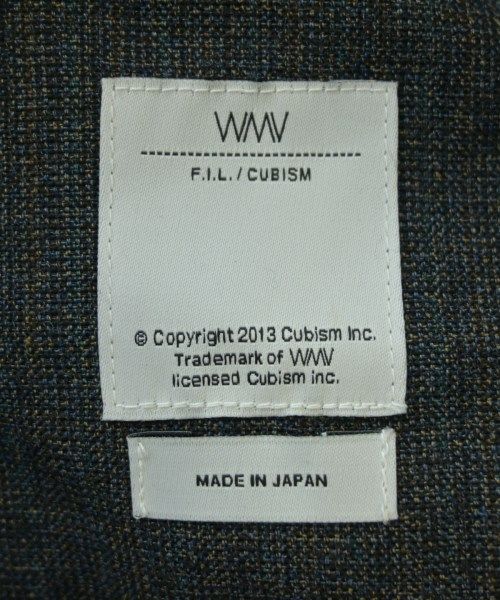 WMV
F.I.L. / CUBISM
© Copyright 2013 Cubism Inc.
Trademark of WMV
licensed Cubism inc.
MADE IN JAPAN